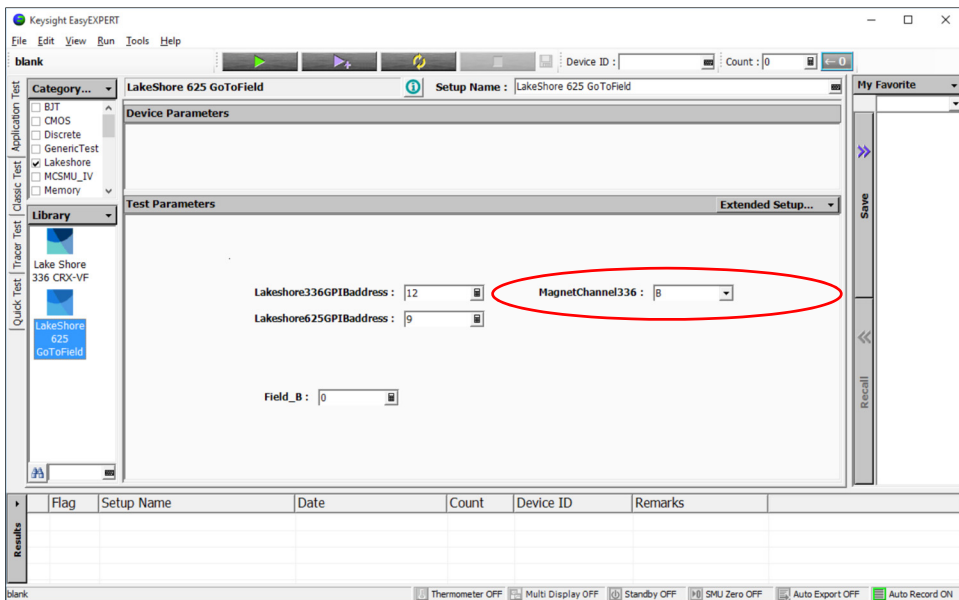 Keysight EasyEXPERT
File Edit View Run Tools Help
blank
Device ID :
Count : 0
0
Application Test
Classic Test
Tracer Test
Quick Test
Category...
BJT
CMOS
Discrete
GenericTest
Lakeshore
MCSMU_IV
Memory
Library
Lake Shore
336 CRX-VF
LakeShore
625
GoToField
LakeShore 625 GoToField
Setup Name : LakeShore 625 GoToField
Device Parameters
Test Parameters
Extended Setup...
Lakeshore336GPIBaddress : 12
MagnetChannel336 : B
Lakeshore625GPIBaddress : 9
Field_B : 0
My Favorite
Save
Recall
Results
Flag Setup Name Date Count Device ID Remarks
blank
Thermometer OFF Multi Display OFF Standby OFF SMU Zero OFF Auto Export OFF Auto Record ON